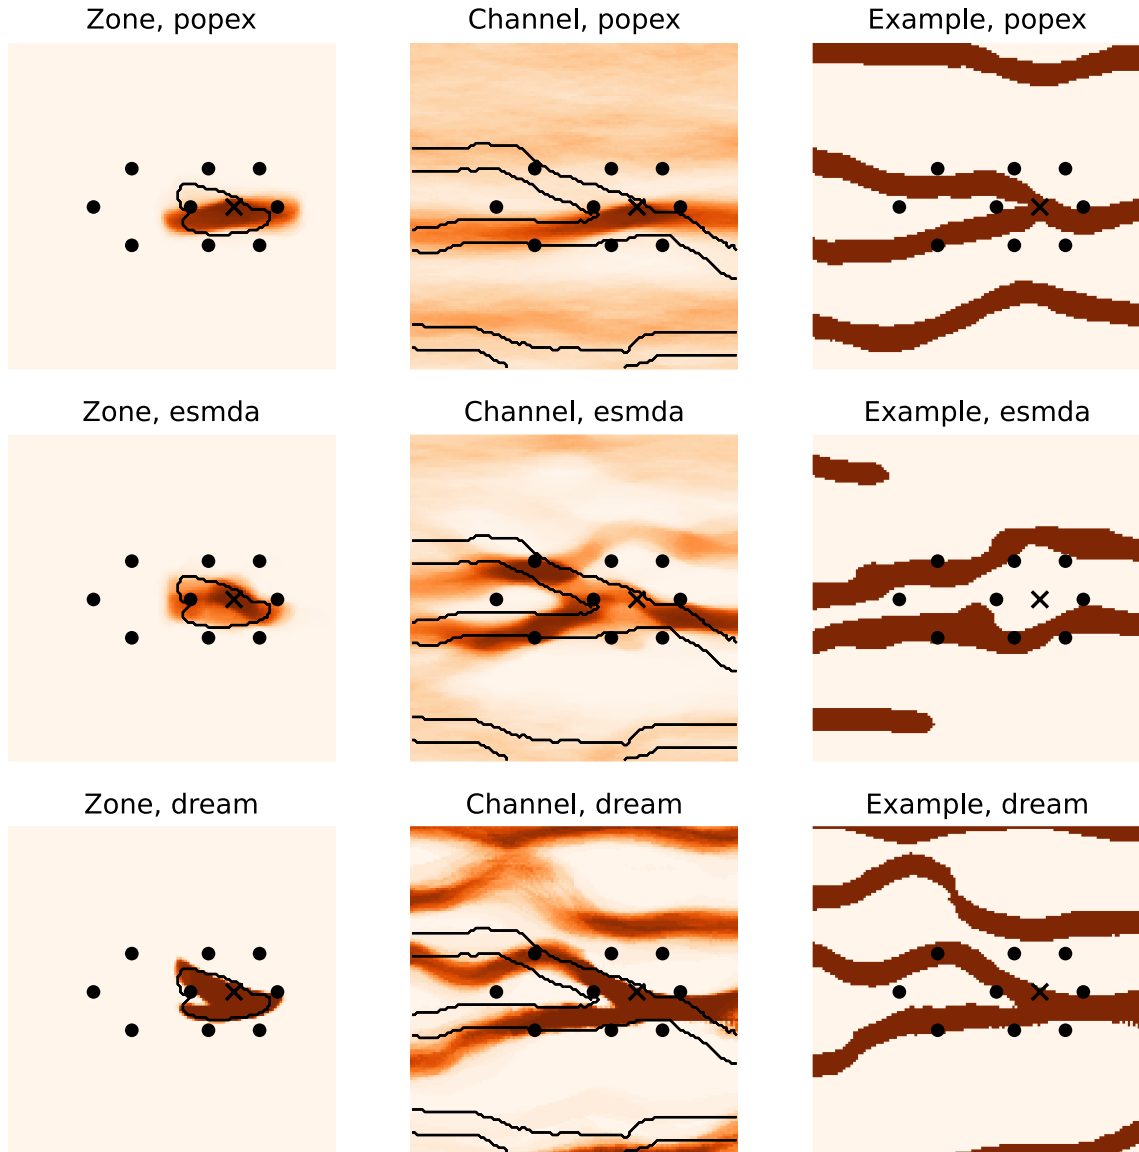 Zone, popex
Channel, popex
Example, popex
Zone, esmda
Channel, esmda
Example, esmda
Zone, dream
Channel, dream
Example, dream